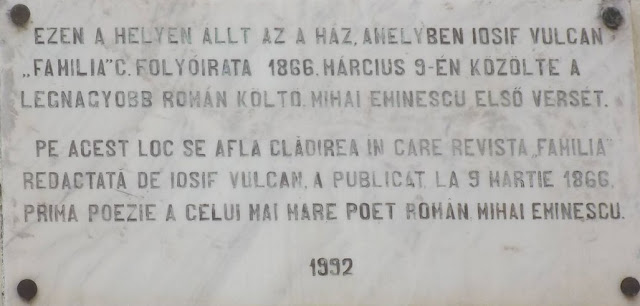 EZEN A HELYEN ÁLLT AZ A HÁZ, AMELYBEN IOSIF VULCAN
„FAMILIA” C. FOLYÓIRATA 1866. MÁRCIUS 9-ÉN KÖZÖLTE A
LEGNAGYOBB ROMÁN KÖLTŐ, MIHAI EMINESCU ELSŐ VERSÉT.
PE ACEST LOC SE AFLA CLĂDIREA ÎN CARE REVISTA „FAMILIA”
REDACTATĂ DE IOSIF VULCAN, A PUBLICAT, LA 9 MARTIE 1866,
PRIMA POEZIE A CELUI MAI MARE POET ROMÂN, MIHAI EMINESCU.
1992